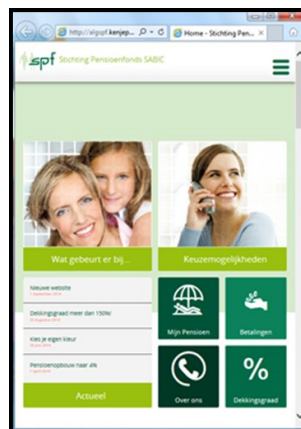 http://slgspf.kenjep...
Home - Stichting Pen...
spf Stichting Pensioenfonds SABIC
Wat gebeurt er bij...
Keuzemogelijkheden
Nieuwe website
Dekkingsgraad meer dan 150%!
Kies je eigen kleur
Pensioenopbouw naar 4%
Actueel
Mijn Pensioen
Betalingen
Over ons
%
Dekkingsgraad